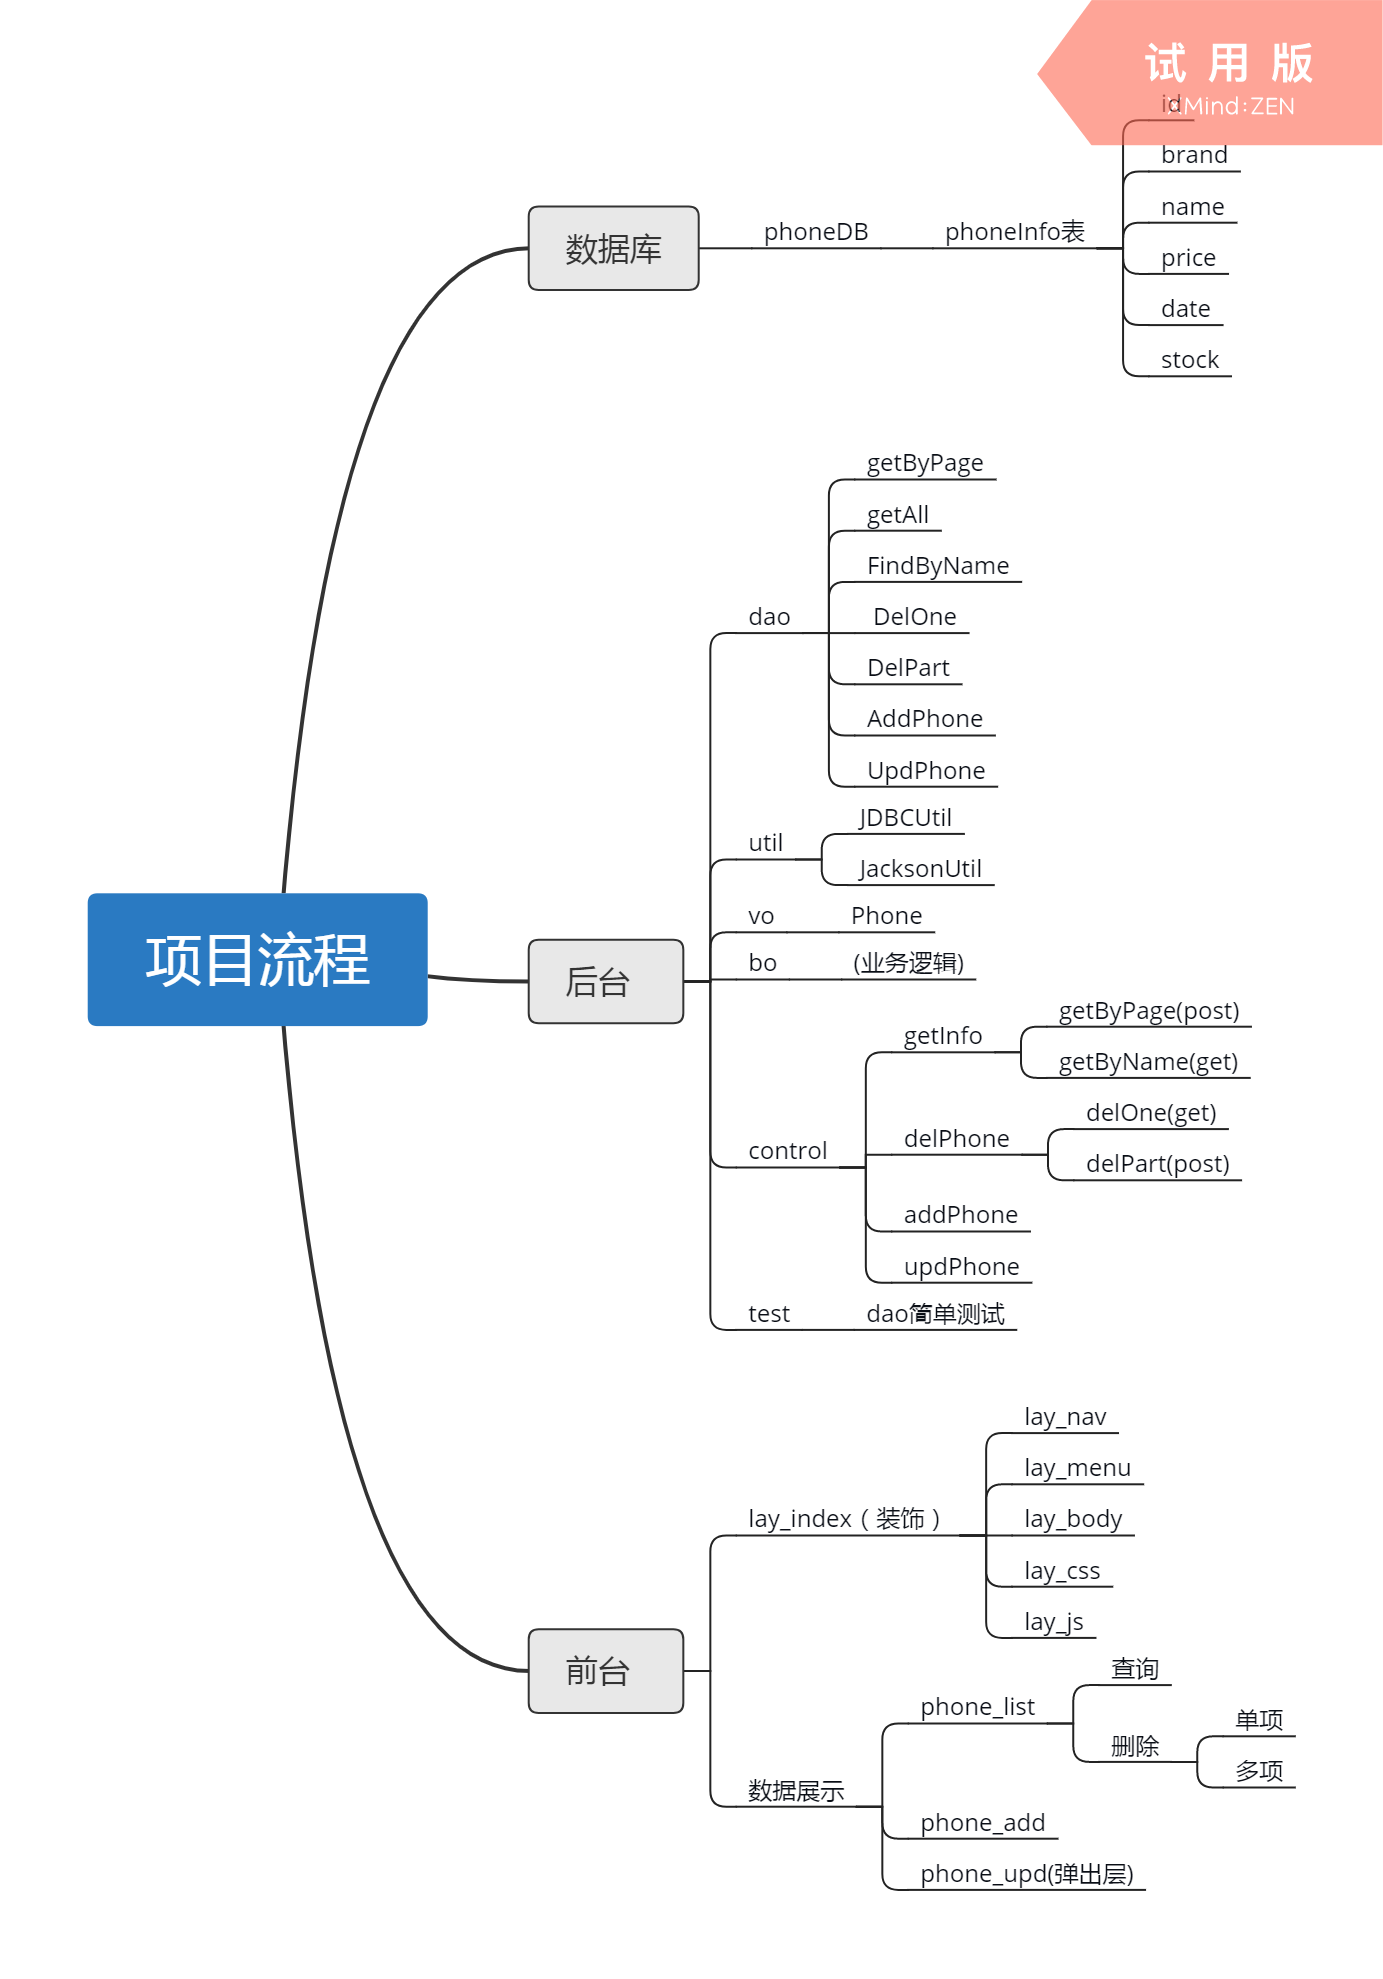 试 用 版
XMind:ZEN
id
brand
name
price
date
stock
数据库
phoneDB
phoneInfo表
getByPage
getAll
FindByName
DelOne
DelPart
AddPhone
UpdPhone
dao
JDBCUtil
JacksonUtil
util
vo
Phone
bo
(业务逻辑)
项目流程
后台
getInfo
getByPage(post)
getByName(get)
delPhone
delOne(get)
delPart(post)
control
addPhone
updPhone
test
dao简单测试
lay_nav
lay_menu
lay_index（装饰）
lay_body
lay_css
lay_js
前台
查询
phone_list
删除
单项
多项
数据展示
phone_add
phone_upd(弹出层)